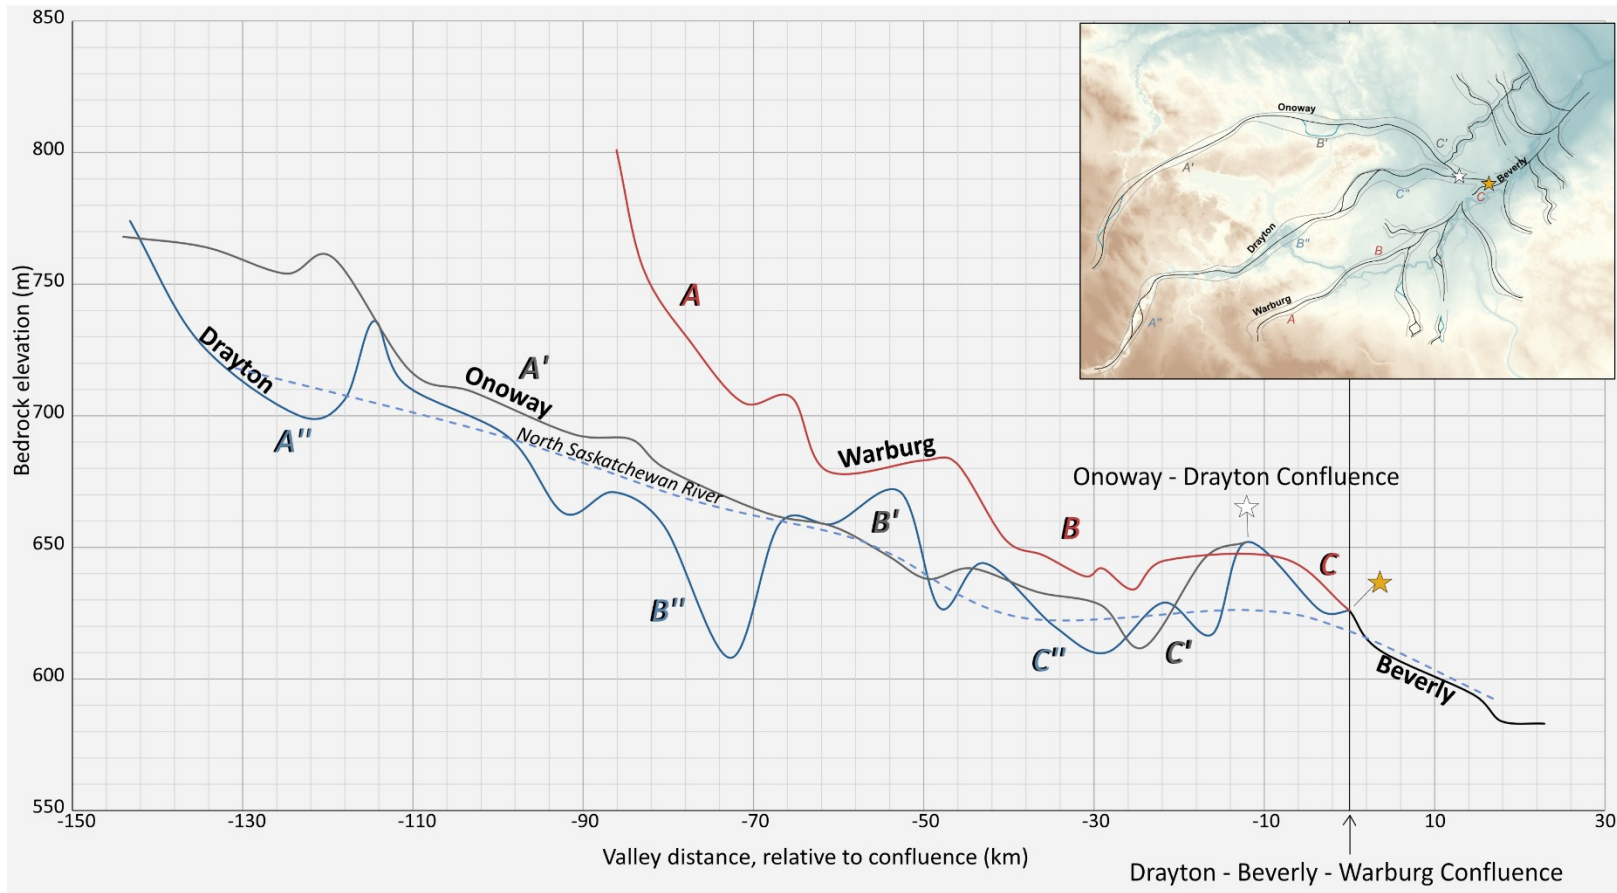 850
800
750
700
650
600
550
Bedrock elevation (m)
-150
-130
-110
-90
-70
-50
-30
-10
10
30
Valley distance, relative to confluence (km)
Drayton - Beverly - Warburg Confluence
Drayton
A''
A'
Onoway
North Saskatchewan River
B''
A
Warburg
B'
B
C''
C'
Onoway - Drayton Confluence
C
Beverly
Onoway
B'
C'
A'
Beverly
C''
C
Drayton
B''
B
Warburg
A
A''